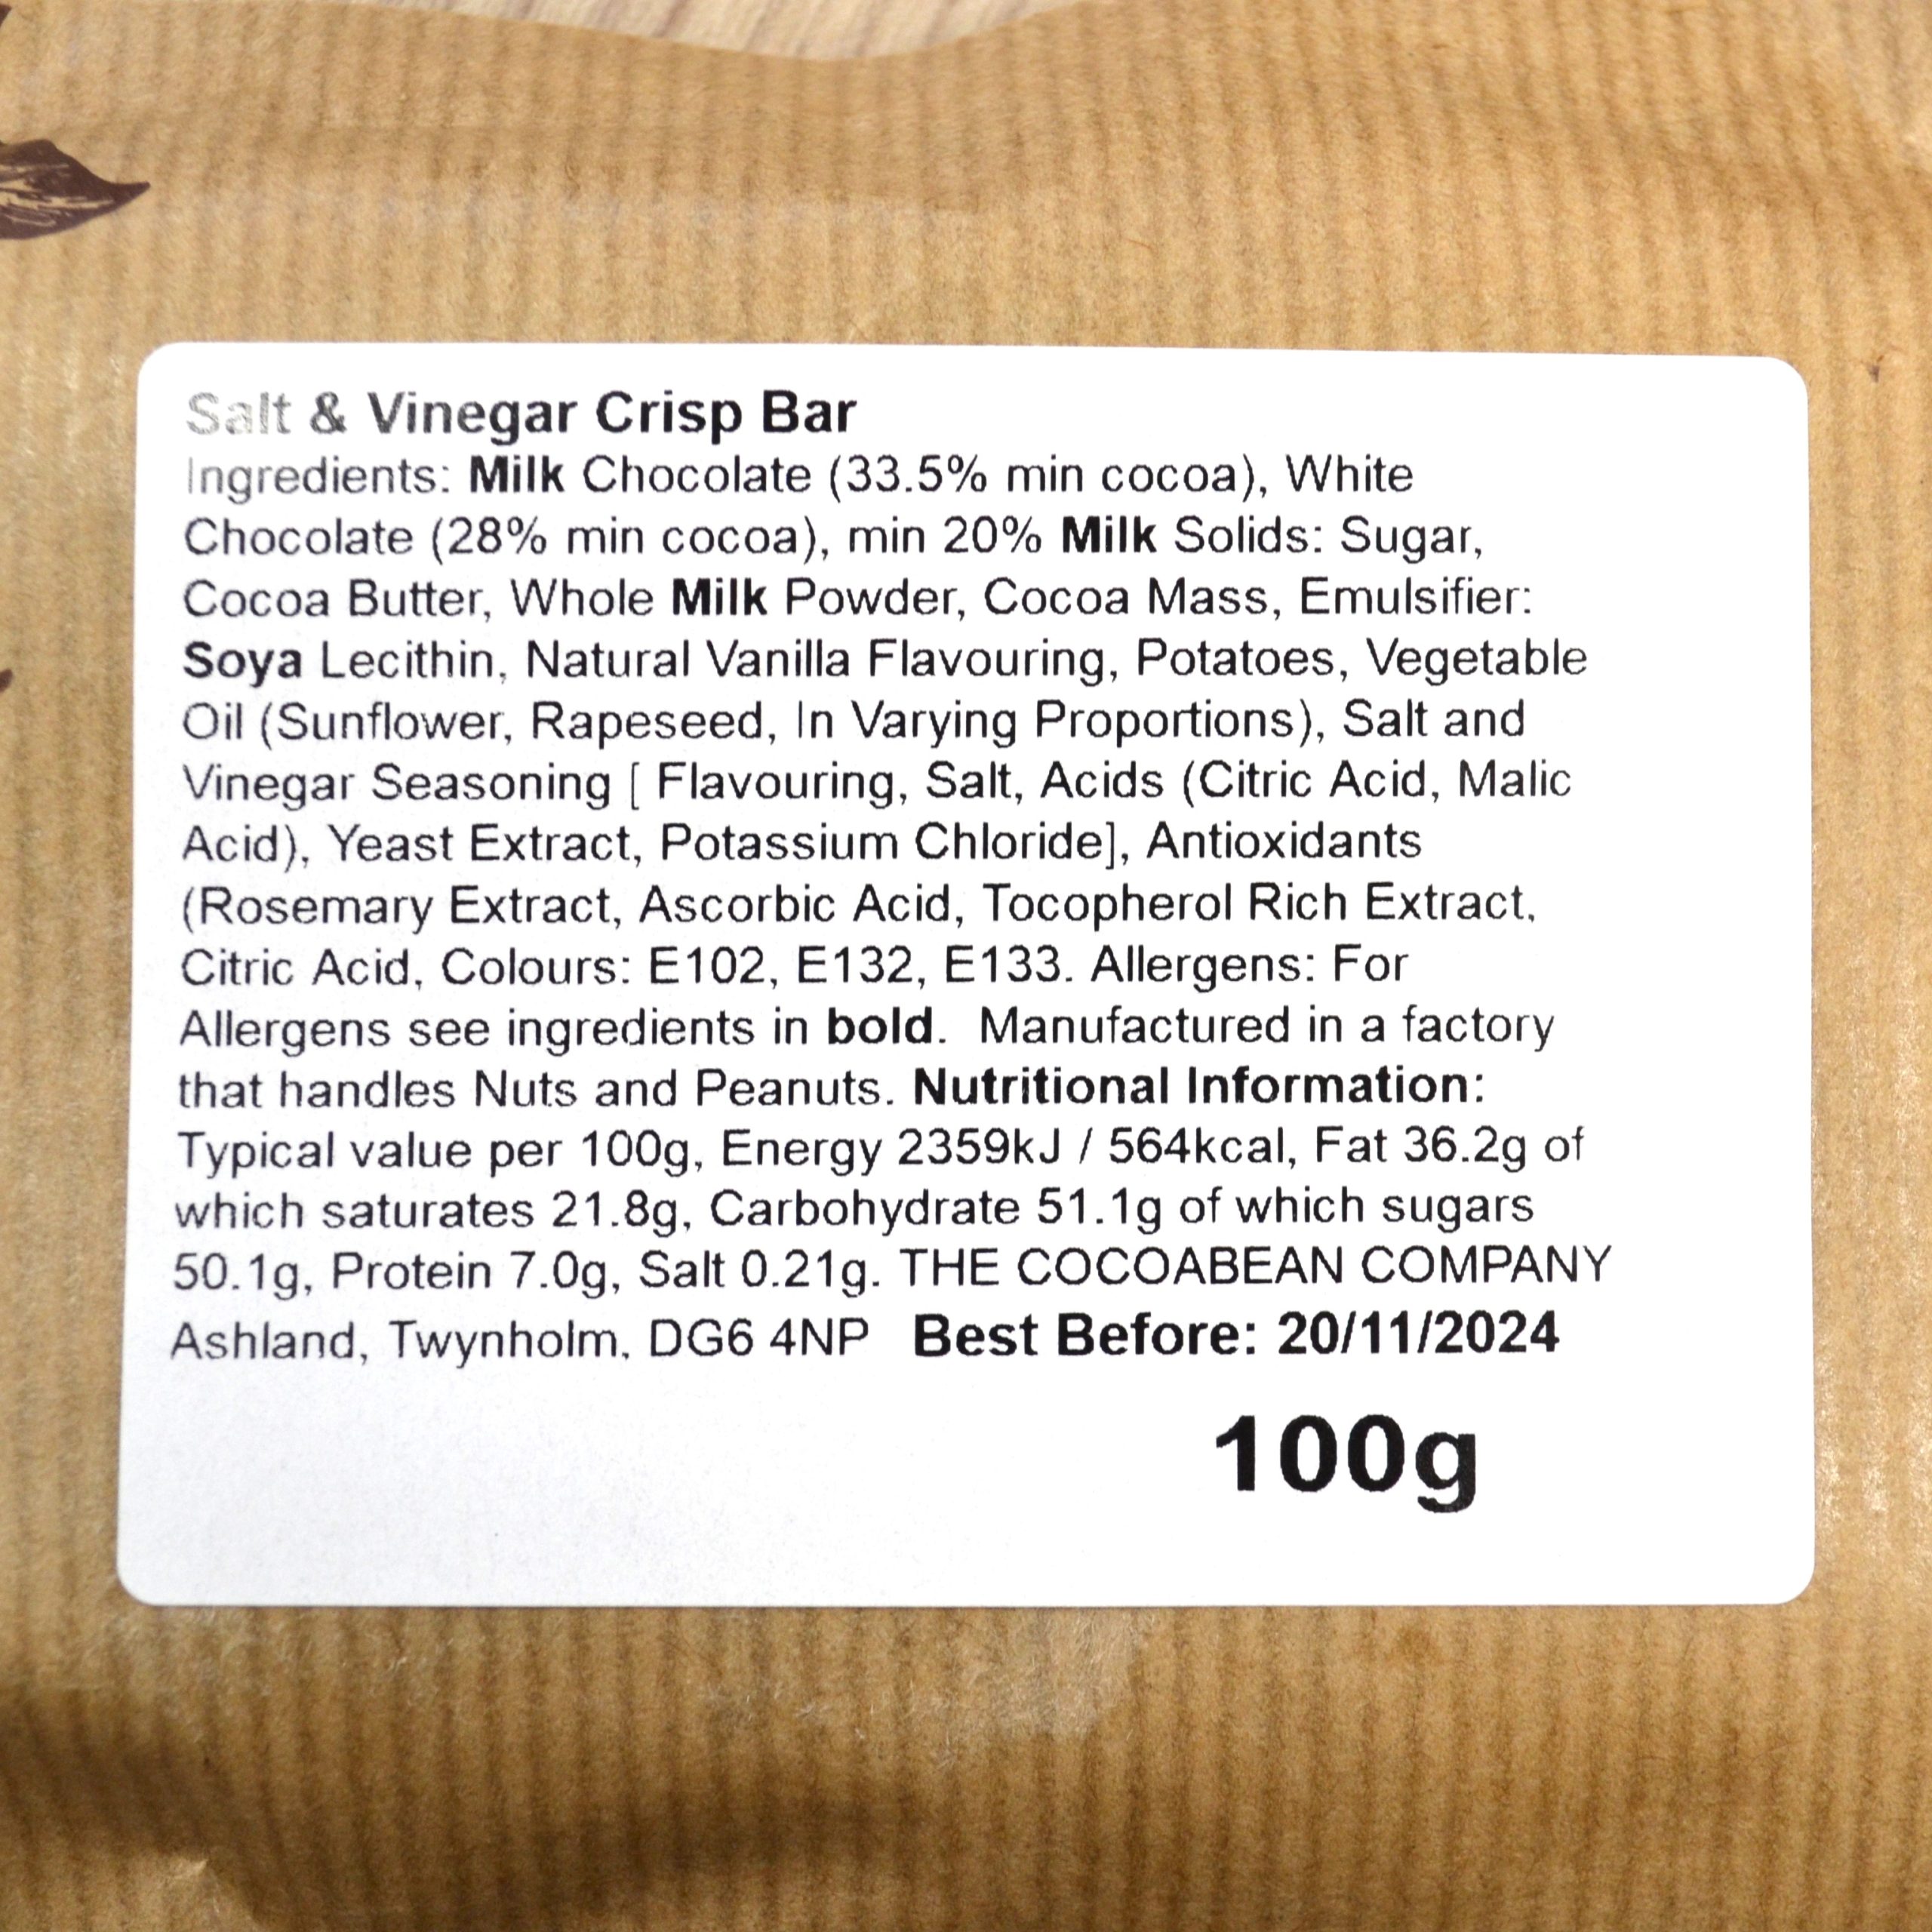 Salt & Vinegar Crisp Bar
Ingredients: Milk Chocolate (33.5% min cocoa), White
Chocolate (28% min cocoa), min 20% Milk Solids: Sugar,
Cocoa Butter, Whole Milk Powder, Cocoa Mass, Emulsifier:
Soya Lecithin, Natural Vanilla Flavouring, Potatoes, Vegetable
Oil (Sunflower, Rapeseed, In Varying Proportions), Salt and
Vinegar Seasoning [ Flavouring, Salt, Acids (Citric Acid, Malic
Acid), Yeast Extract, Potassium Chloride], Antioxidants
(Rosemary Extract, Ascorbic Acid, Tocopherol Rich Extract,
Citric Acid, Colours: E102, E132, E133. Allergens: For
Allergens see ingredients in bold.  Manufactured in a factory
that handles Nuts and Peanuts. Nutritional Information:
Typical value per 100g, Energy 2359kJ / 564kcal, Fat 36.2g of
which saturates 21.8g, Carbohydrate 51.1g of which sugars
50.1g, Protein 7.0g, Salt 0.21g. THE COCOABEAN COMPANY
Ashland, Twynholm, DG6 4NP   Best Before: 20/11/2024
100g